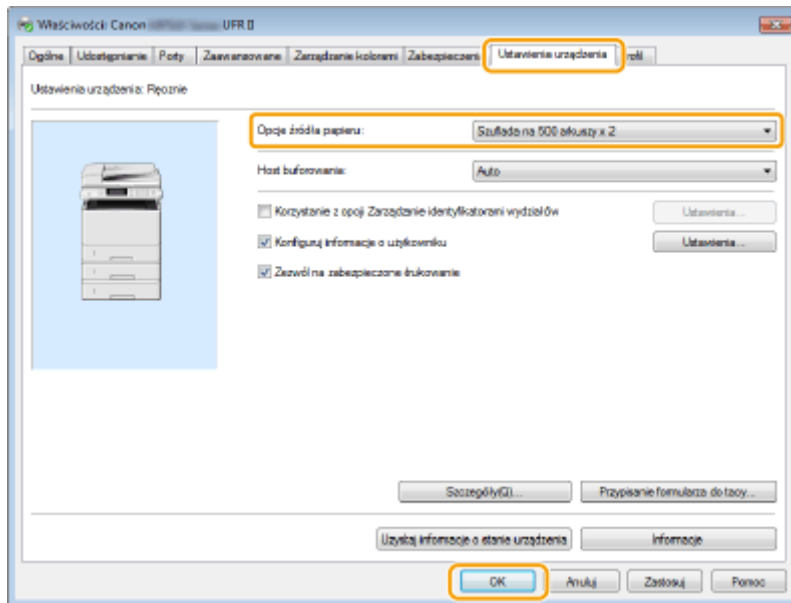 Właściwości: Canon UFR II
Ogólne Udostępnianie Porty Zaawansowane Zarządzanie kolorami Zabezpieczeni Ustawienia urządzenia rofil
Ustawienia urządzenia: Ręcznie
Opcje źródła papieru: Szuflada na 500 arkuszy x 2
Host buforowania: Auto
Korzystanie z opcji Zarządzanie identyfikatorami wydziałów Ustawienia...
Konfiguruj informacje o użytkowniku Ustawienia...
Zezwól na zabezpieczone drukowanie
Szczegóły(Q)... Przypisanie formularza do tacy...
Uzyskaj informacje o stanie urządzenia Informacje
OK Anuluj Zastosuj Pomoc